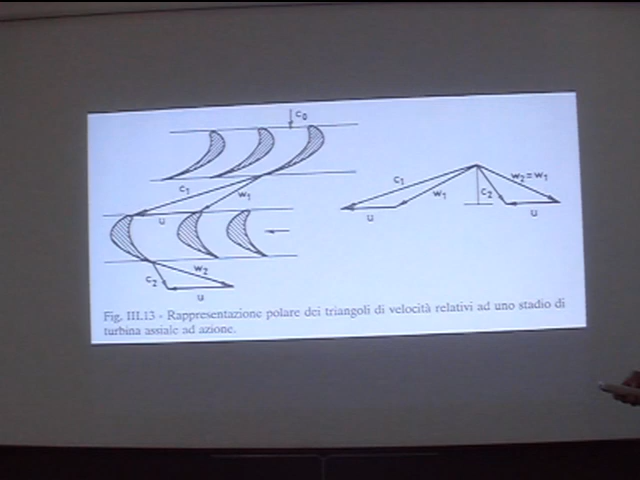 c0
c1
w1
u
c2
w2
u
c1
w1
u
c2
w2=w1
u
Fig. III.13 - Rappresentazione polare dei triangoli di velocità relativi ad uno stadio di
turbina assiale ad azione.